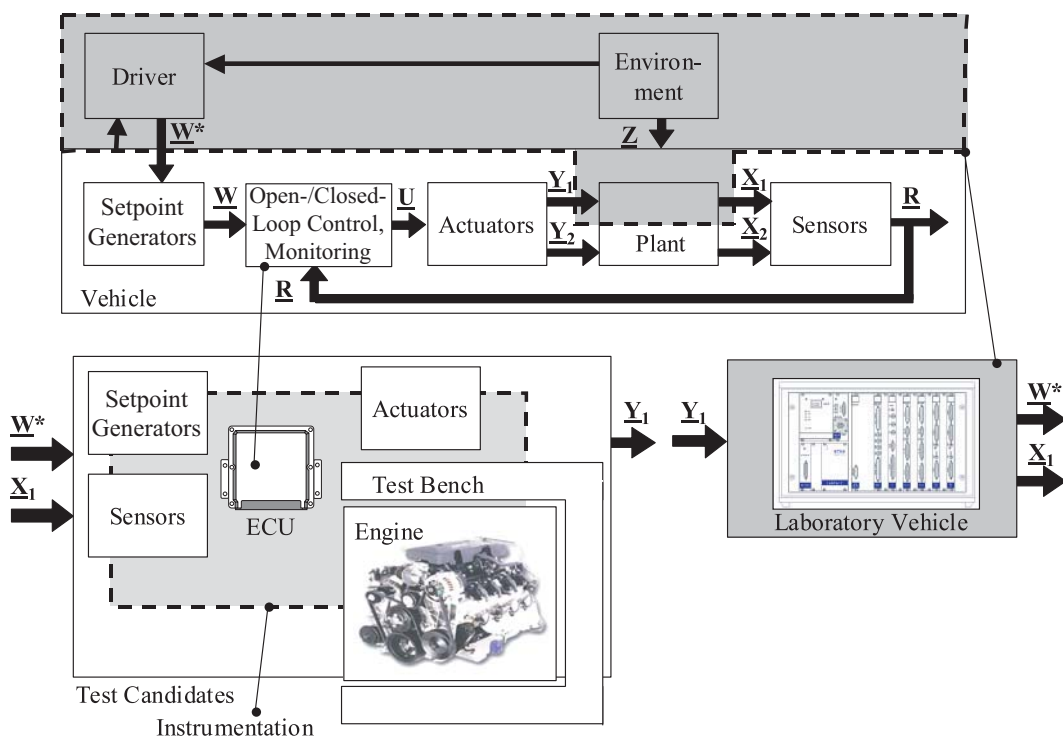 Driver
Environ-
ment
W*
Z
Setpoint
Generators
W
Open-/Closed-
Loop Control,
Monitoring
U
Actuators
Y1
Y2
Plant
X1
X2
Sensors
R
R
Vehicle
W*
X1
Setpoint
Generators
Sensors
ECU
Actuators
Test Bench
Engine
Test Candidates
Instrumentation
Y1
Y1
Laboratory Vehicle
W*
X1